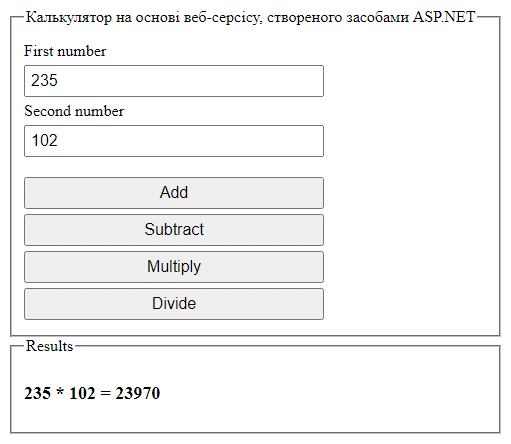 Калькулятор на основі веб-серсісу, створеного засобами ASP.NET
First number
235
Second number
102
Add
Subtract
Multiply
Divide
Results
235 * 102 = 23970